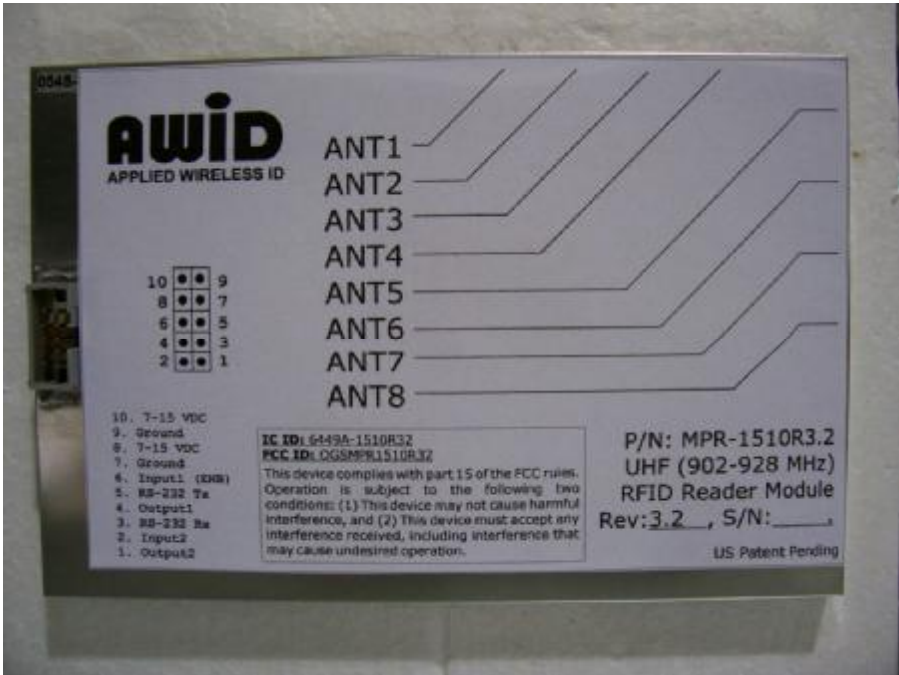 0548-
AWiD
APPLIED WIRELESS ID
ANT1
ANT2
ANT3
ANT4
ANT5
ANT6
ANT7
ANT8
10 9
8 7
6 5
4 3
2 1
10. 7-15 VDC
9. Ground
8. 7-15 VDC
7. Ground
6. Input1 (ENB)
5. RS-232 Tx
4. Output1
3. RS-232 Rx
2. Input2
1. Output2
IC ID: 6449A-1510R32
FCC ID: OGSMPR1510R32
This device complies with part 15 of the FCC rules.
Operation is subject to the following two
conditions: (1) This device may not cause harmful
interference, and (2) This device must accept any
interference received, including interference that
may cause undesired operation.
P/N: MPR-1510R3.2
UHF (902-928 MHz)
RFID Reader Module
Rev:3.2 , S/N:_____.
US Patent Pending